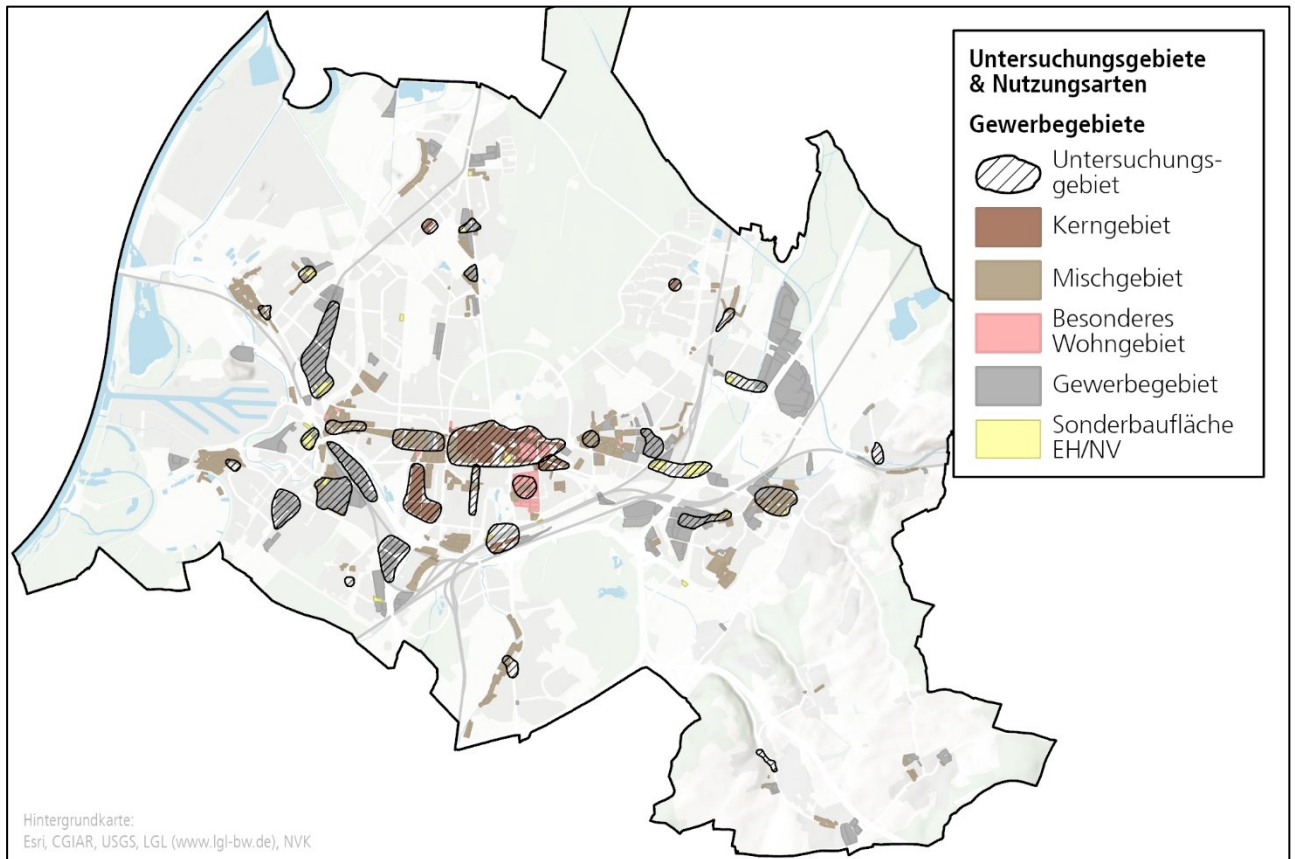 Untersuchungsgebiete
& Nutzungsarten
Gewerbegebiete
Untersuchungs-
gebiet
Kerngebiet
Mischgebiet
Besonderes
Wohngebiet
Gewerbegebiet
Sonderbaufläche
EH/NV
Hintergrundkarte:
Esri, CGIAR, USGS, LGL (www.lgl-bw.de), NVK